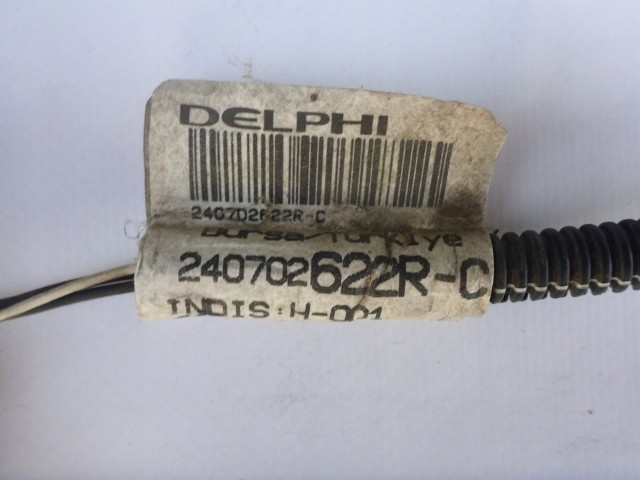 DELPHI
240702622R-C
Bursa-Türkiye
240702622R-C
INDIS:H-001